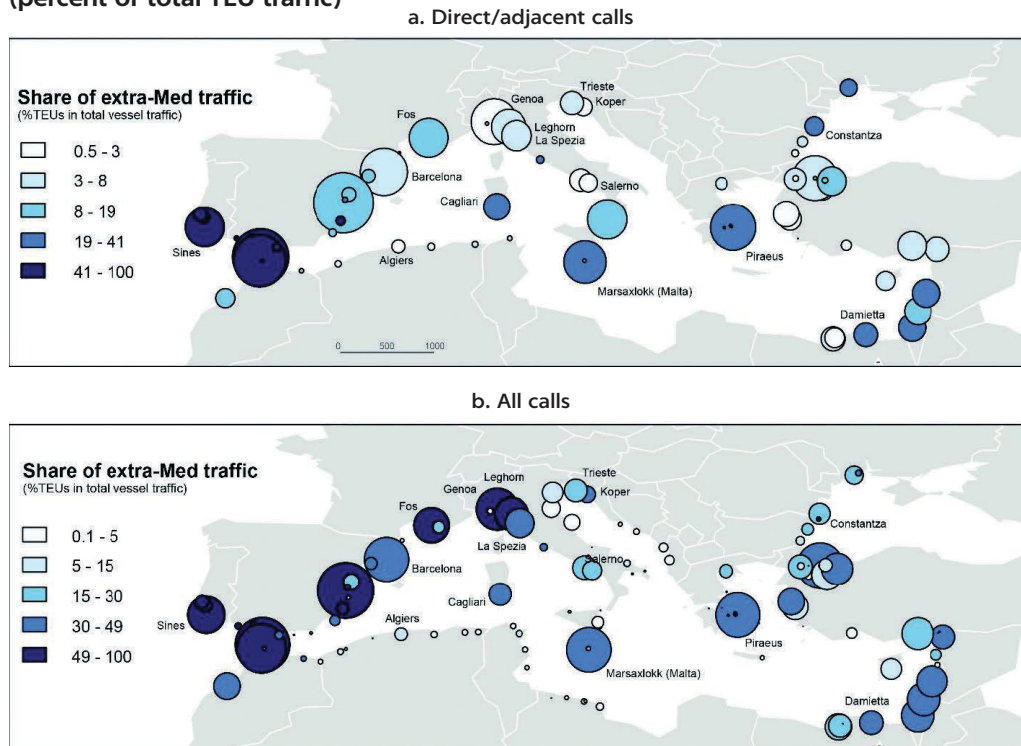 (percent of total TEU traffic)
a. Direct/adjacent calls
Share of extra-Med traffic
(%TEUs in total vessel traffic)
0.5 - 3
3 - 8
8 - 19
19 - 41
41 - 100
Trieste
Koper
Genoa
Fos
Leghorn
La Spezia
Constantza
Barcelona
Salerno
Cagliari
Sines
Algiers
Piraeus
Marsaxlokk (Malta)
Damietta
0 500 1000
b. All calls
Share of extra-Med traffic
(%TEUs in total vessel traffic)
0.1 - 5
5 - 15
15 - 30
30 - 49
49 - 100
Leghorn
Trieste
Genoa
Koper
Fos
Constantza
La Spezia
Barcelona
Salerno
Cagliari
Sines
Algiers
Piraeus
Marsaxlokk (Malta)
Damietta